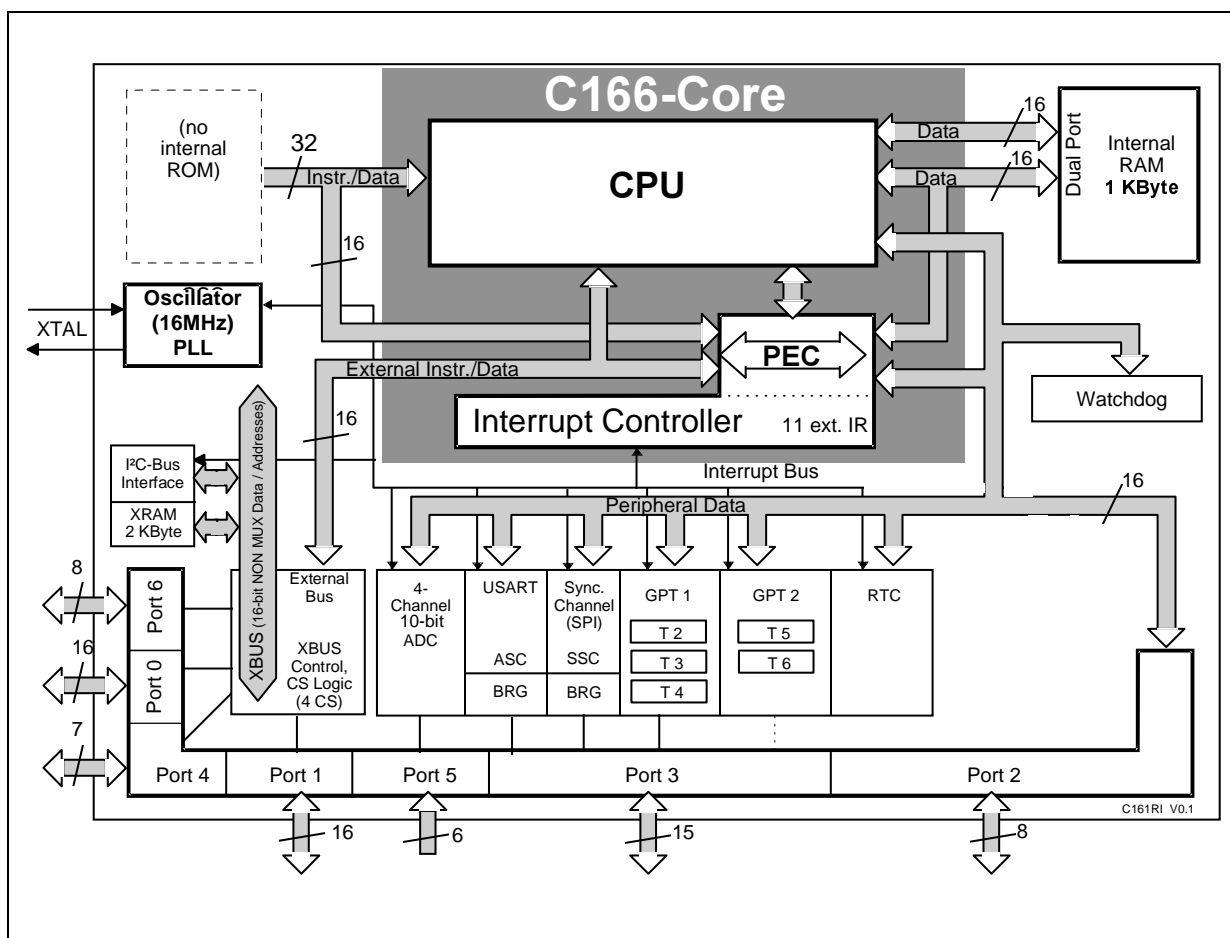 C166-Core
(no
internal
ROM)
32
Instr./Data
CPU
Data
16
Data
16
Dual Port
Internal
RAM
1 KByte
16
Oscillator
(16MHz)
PLL
XTAL
PEC
External Instr./Data
Interrupt Controller
11 ext. IR
Watchdog
16
XBUS (16-bit NON MUX Data / Addresses)
I²C-Bus
Interface
XRAM
2 KByte
Interrupt Bus
Peripheral Data
16
8
16
7
Port 6
Port 0
External
Bus
XBUS
Control,
CS Logic
(4 CS)
4-
Channel
10-bit
ADC
USART
ASC
BRG
Sync.
Channel
(SPI)
SSC
BRG
GPT 1
T 2
T 3
T 4
GPT 2
T 5
T 6
RTC
Port 4
Port 1
Port 5
Port 3
Port 2
C161RI V0.1
16
6
15
8